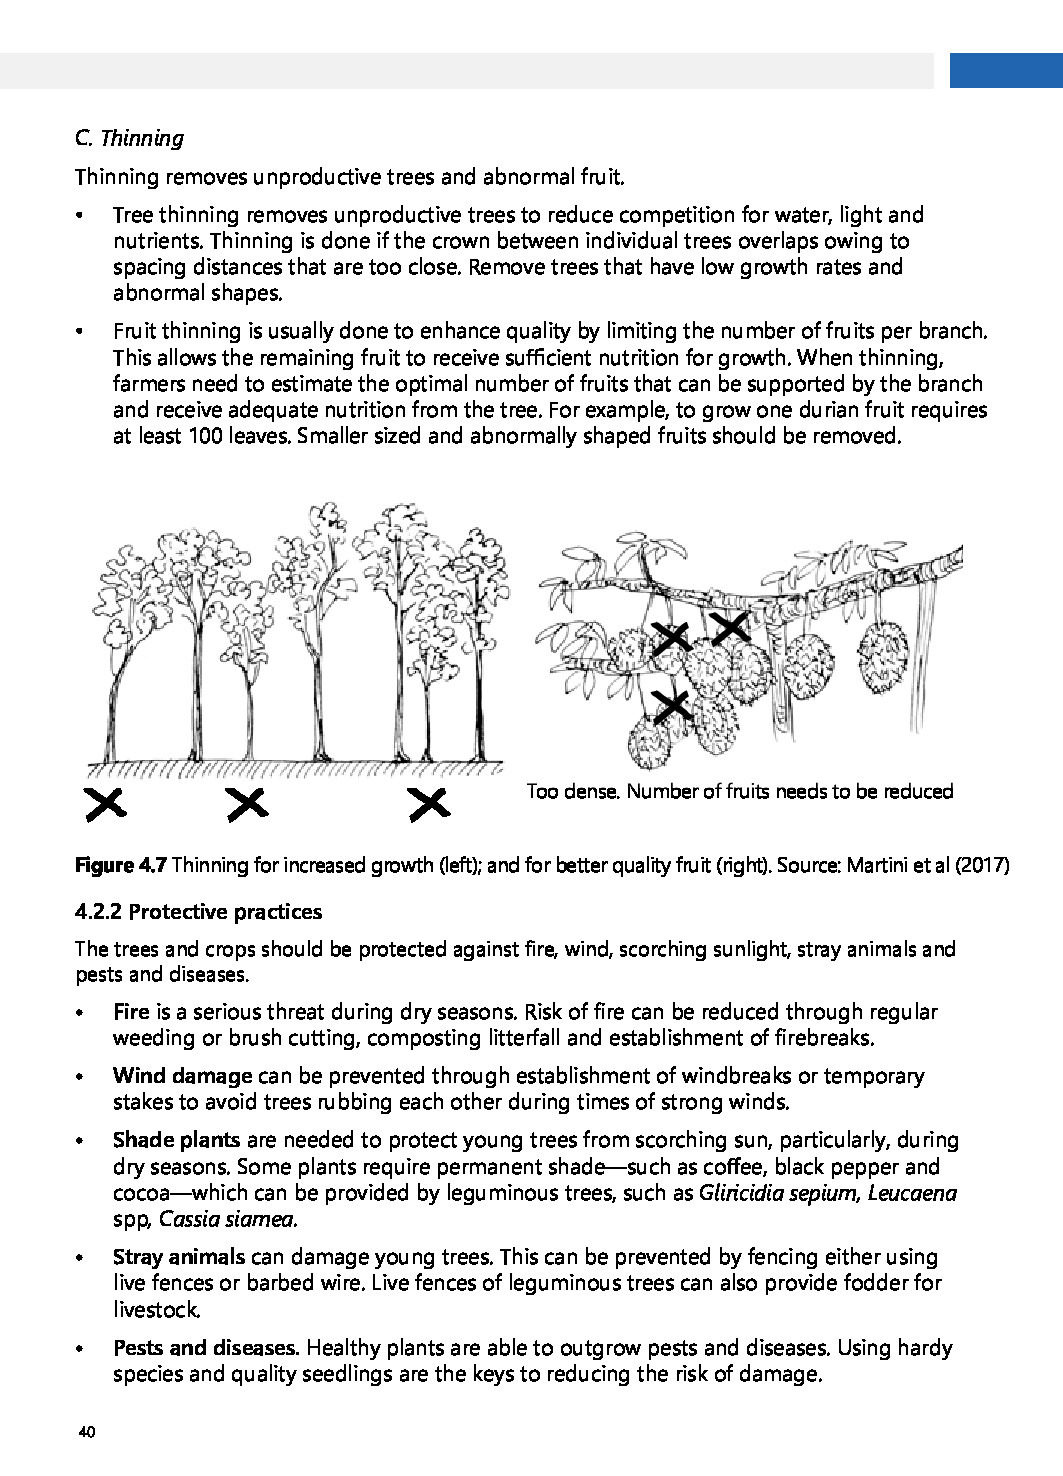 C. Thinning
Thinning removes unproductive trees and abnormal fruit.
• Tree thinning removes unproductive trees to reduce competition for water, light and
nutrients. Thinning is done if the crown between individual trees overlaps owing to
spacing distances that are too close. Remove trees that have low growth rates and
abnormal shapes.
• Fruit thinning is usually done to enhance quality by limiting the number of fruits per branch.
This allows the remaining fruit to receive sufficient nutrition for growth. When thinning,
farmers need to estimate the optimal number of fruits that can be supported by the branch
and receive adequate nutrition from the tree. For example, to grow one durian fruit requires
at least 100 leaves. Smaller sized and abnormally shaped fruits should be removed.
Too dense. Number of fruits needs to be reduced
Figure 4.7 Thinning for increased growth (left); and for better quality fruit (right). Source: Martini et al (2017)
4.2.2 Protective practices
The trees and crops should be protected against fire, wind, scorching sunlight, stray animals and
pests and diseases.
• Fire is a serious threat during dry seasons. Risk of fire can be reduced through regular
weeding or brush cutting, composting litterfall and establishment of firebreaks.
• Wind damage can be prevented through establishment of windbreaks or temporary
stakes to avoid trees rubbing each other during times of strong winds.
• Shade plants are needed to protect young trees from scorching sun, particularly, during
dry seasons. Some plants require permanent shade—such as coffee, black pepper and
cocoa—which can be provided by leguminous trees, such as Gliricidia sepium, Leucaena
spp, Cassia siamea.
• Stray animals can damage young trees. This can be prevented by fencing either using
live fences or barbed wire. Live fences of leguminous trees can also provide fodder for
livestock.
• Pests and diseases. Healthy plants are able to outgrow pests and diseases. Using hardy
species and quality seedlings are the keys to reducing the risk of damage.
40